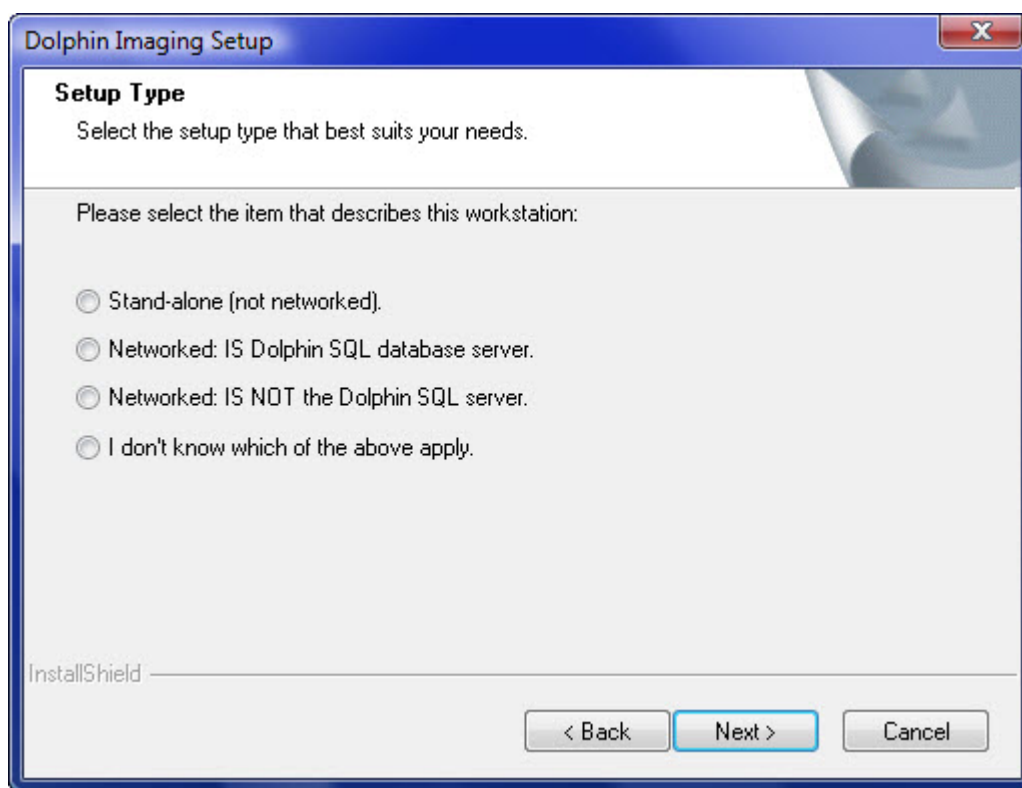 Dolphin Imaging Setup
Setup Type
Select the setup type that best suits your needs.
Please select the item that describes this workstation:
Stand-alone (not networked).
Networked: IS Dolphin SQL database server.
Networked: IS NOT the Dolphin SQL server.
I don't know which of the above apply.
InstallShield
< Back Next > Cancel